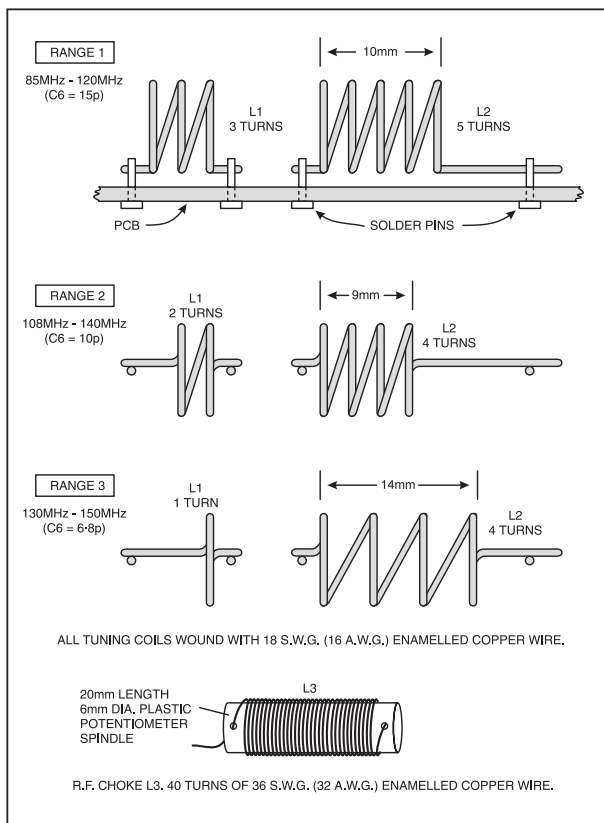 RANGE 1
85MHz - 120MHz
(C6 = 15p)
10mm
L1
3 TURNS
L2
5 TURNS
PCB
SOLDER PINS
RANGE 2
108MHz - 140MHz
(C6 = 10p)
L1
2 TURNS
9mm
L2
4 TURNS
RANGE 3
130MHz - 150MHz
(C6 = 6·8p)
L1
1 TURN
14mm
L2
4 TURNS
ALL TUNING COILS WOUND WITH 18 S.W.G. (16 A.W.G.) ENAMELLED COPPER WIRE.
L3
20mm LENGTH
6mm DIA. PLASTIC
POTENTIOMETER
SPINDLE
R.F. CHOKE L3. 40 TURNS OF 36 S.W.G. (32 A.W.G.) ENAMELLED COPPER WIRE.